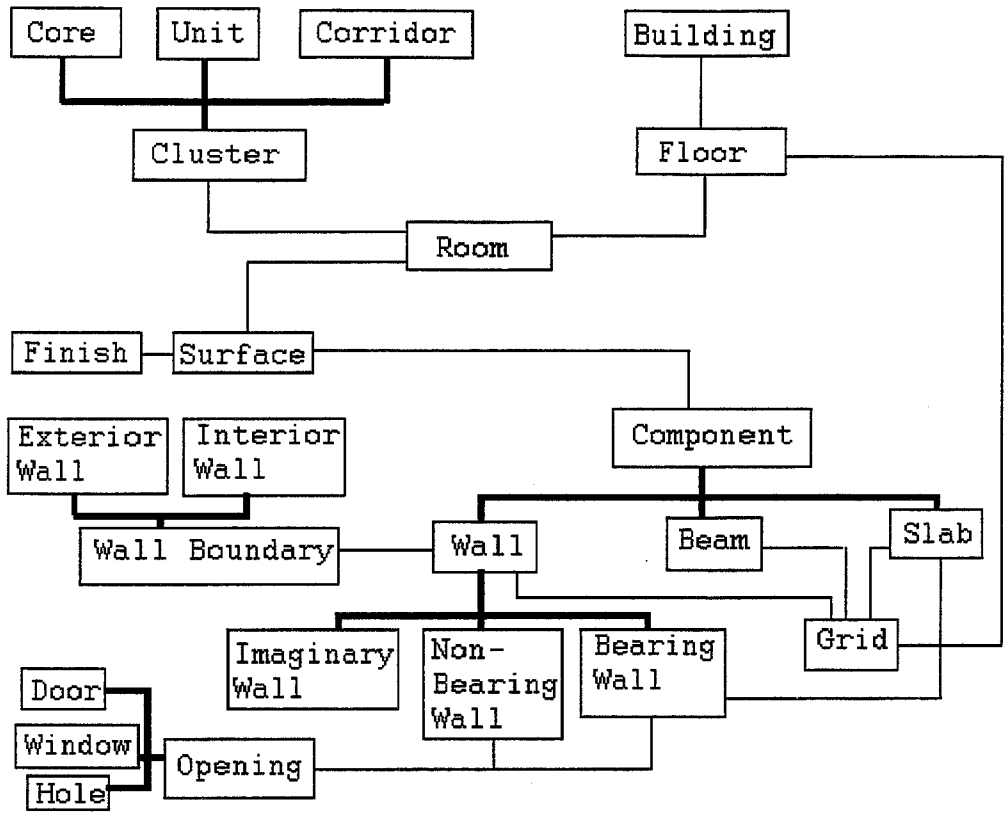 Core
Unit
Corridor
Building
Cluster
Floor
Room
Finish
Surface
Component
Exterior
Wall
Interior
Wall
Wall Boundary
Wall
Beam
Slab
Grid
Imaginary
Wall
Non-
Bearing
Wall
Bearing
Wall
Door
Window
Hole
Opening